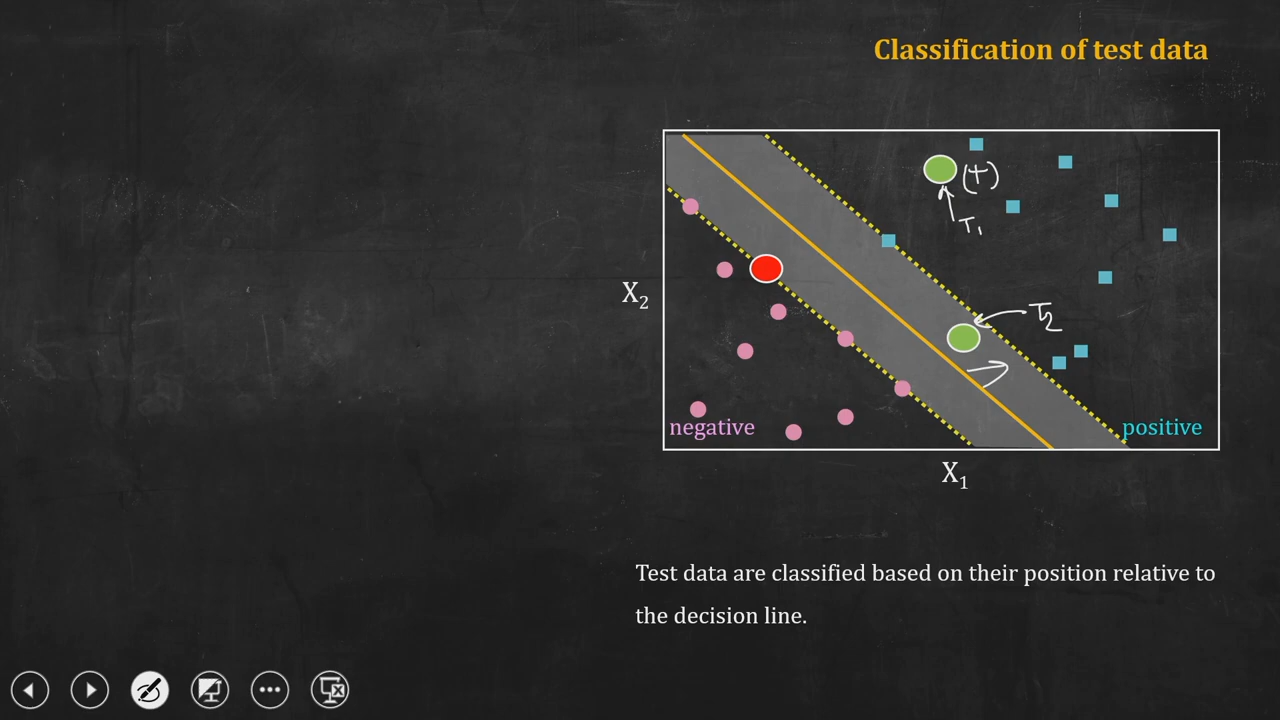 Classification of test data
(+)
T₁
X₂
T₂
negative
positive
X₁
Test data are classified based on their position relative to
the decision line.